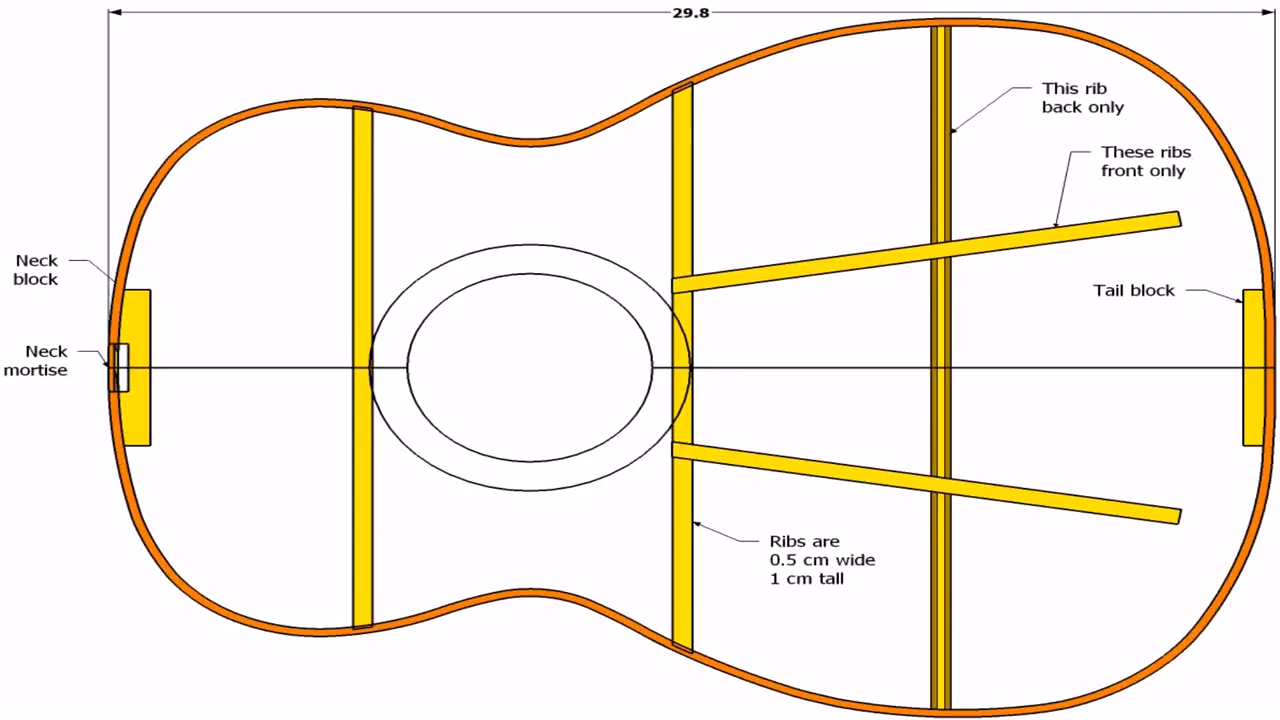 29.8
This rib
back only
These ribs
front only
Neck
block
Tail block
Neck
mortise
Ribs are
0.5 cm wide
1 cm tall